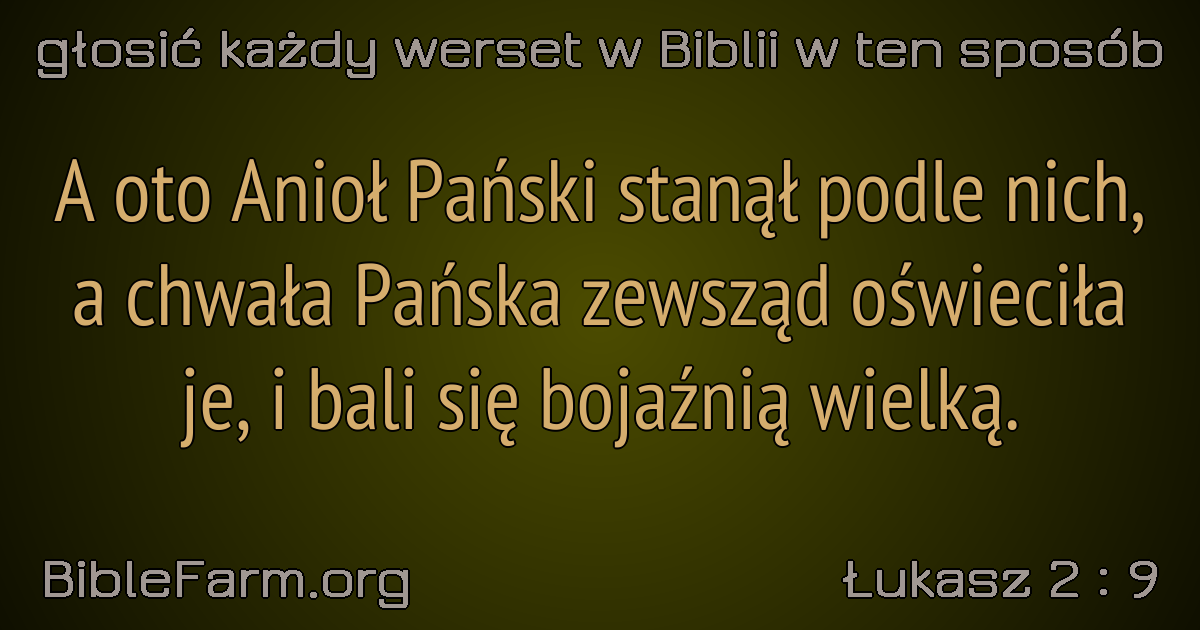 głosić każdy werset w Biblii w ten sposób
A oto Anioł Pański stanął podle nich,
a chwała Pańska zewsząd oświeciła
je, i bali się bojaźnią wielką.
BibleFarm.org
Łukasz 2 : 9